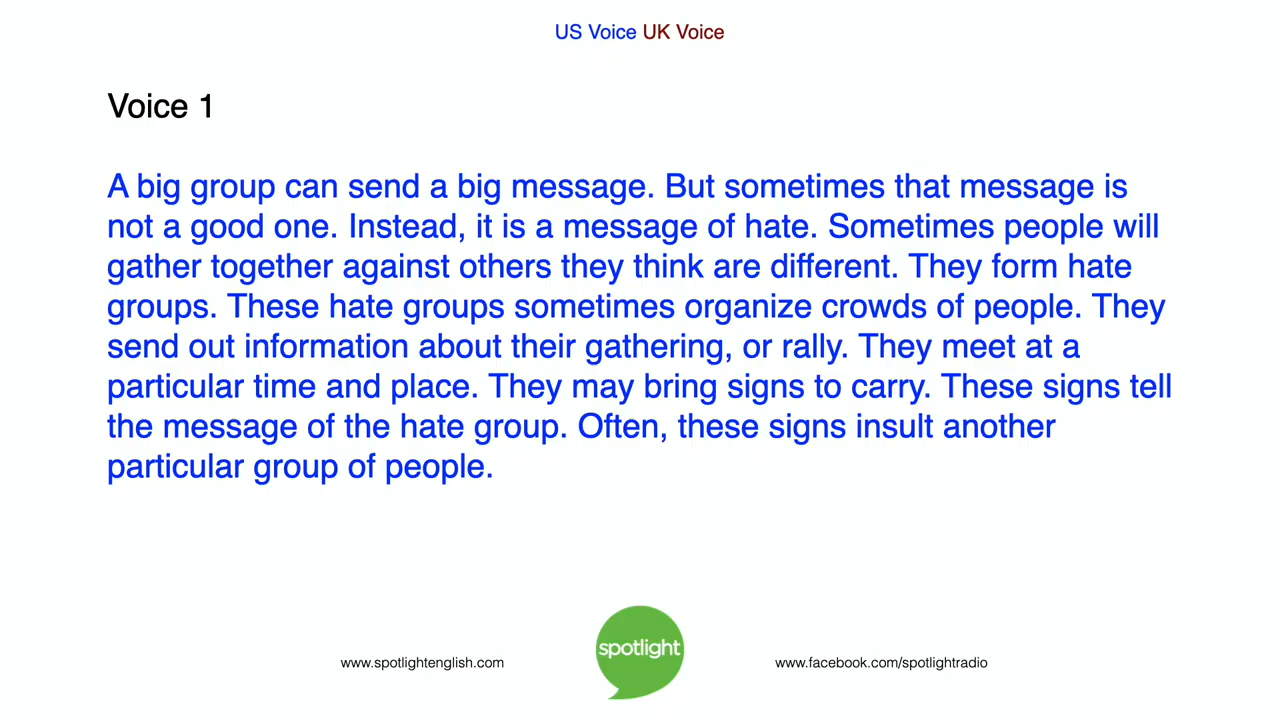 US Voice UK Voice
Voice 1
A big group can send a big message. But sometimes that message is
not a good one. Instead, it is a message of hate. Sometimes people will
gather together against others they think are different. They form hate
groups. These hate groups sometimes organize crowds of people. They
send out information about their gathering, or rally. They meet at a
particular time and place. They may bring signs to carry. These signs tell
the message of the hate group. Often, these signs insult another
particular group of people.
spotlight
www.spotlightenglish.com
www.facebook.com/spotlightradio